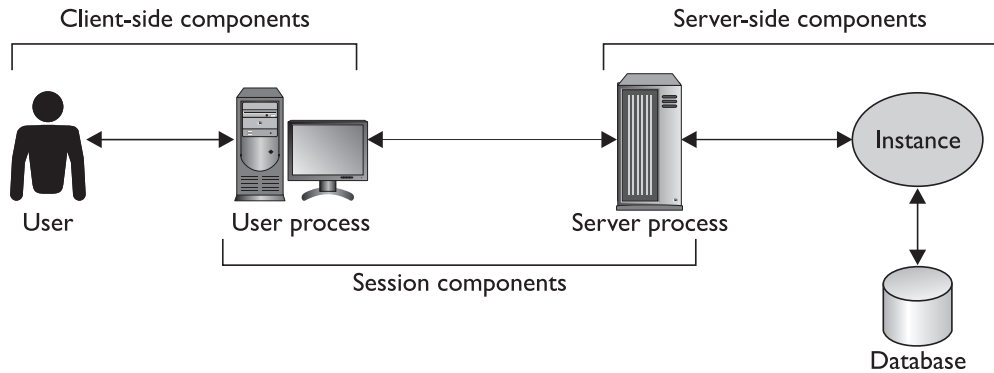 Client-side components
Server-side components
Instance
User
User process
Server process
Session components
Database